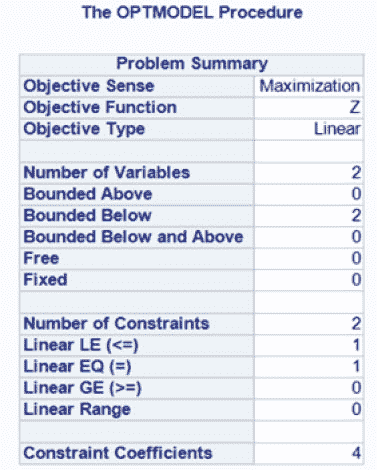 The OPTMODEL Procedure
Problem Summary
Objective Sense Maximization
Objective Function Z
Objective Type Linear
Number of Variables 2
Bounded Above 0
Bounded Below 2
Bounded Below and Above 0
Free 0
Fixed 0
Number of Constraints 2
Linear LE (<=) 1
Linear EQ (=) 1
Linear GE (>=) 0
Linear Range 0
Constraint Coefficients 4